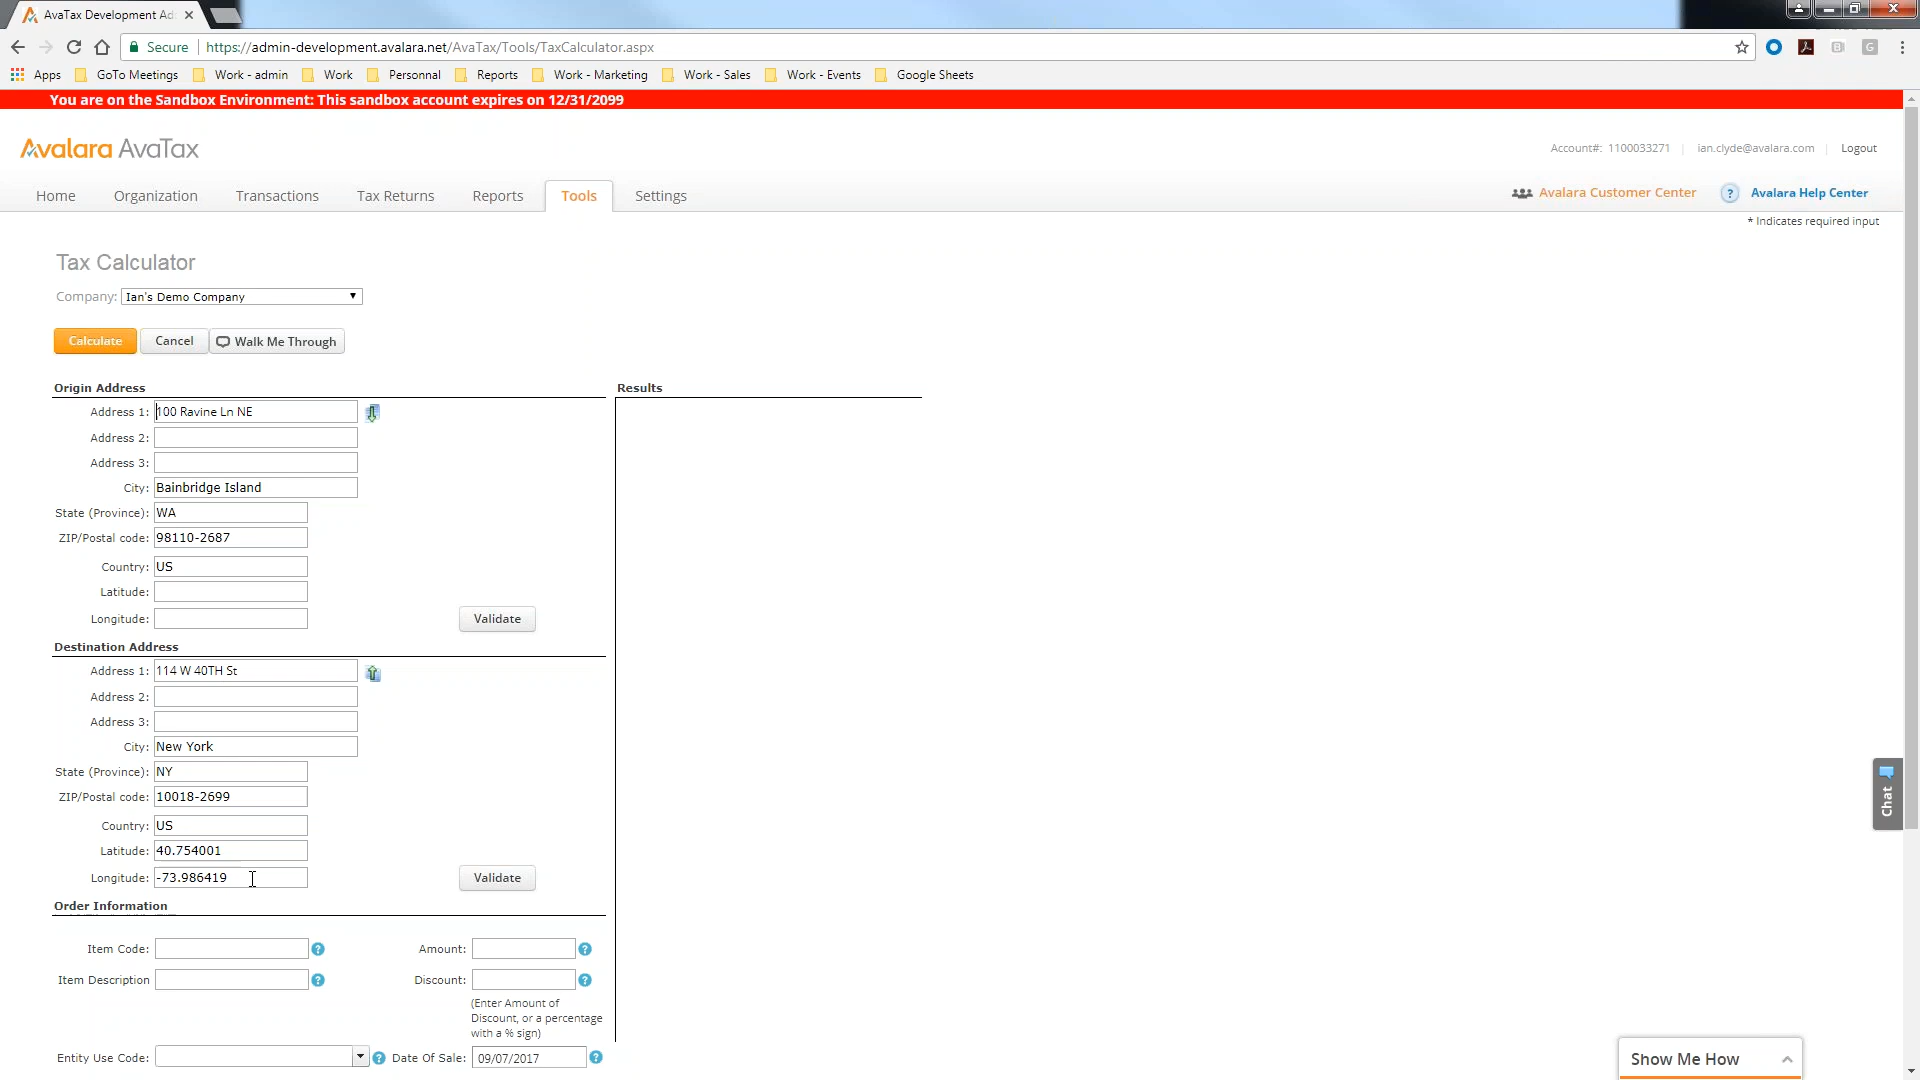 AvaTax Development Ad
Secure https://admin-development.avalara.net/AvaTax/Tools/TaxCalculator.aspx
Apps GoTo Meetings Work - admin Work Personnal Reports Work - Marketing Work - Sales Work - Events Google Sheets
You are on the Sandbox Environment: This sandbox account expires on 12/31/2099
Avalara AvaTax
Account#: 1100033271 | ian.clyde@avalara.com | Logout
Home Organization Transactions Tax Returns Reports Tools Settings
Avalara Customer Center ? Avalara Help Center
* Indicates required input
Tax Calculator
Company: Ian's Demo Company
Calculate Cancel Walk Me Through
Origin Address
Address 1: 100 Ravine Ln NE
Address 2:
Address 3:
City: Bainbridge Island
State (Province): WA
ZIP/Postal code: 98110-2687
Country: US
Latitude:
Longitude:
Validate
Destination Address
Address 1: 114 W 40TH St
Address 2:
Address 3:
City: New York
State (Province): NY
ZIP/Postal code: 10018-2699
Country: US
Latitude: 40.754001
Longitude: -73.986419
Validate
Order Information
Item Code: ? Amount: ?
Item Description ? Discount: ?
(Enter Amount of
Discount, or a percentage
with a % sign)
Entity Use Code: ? Date Of Sale: 09/07/2017 ?
Results
Chat
Show Me How